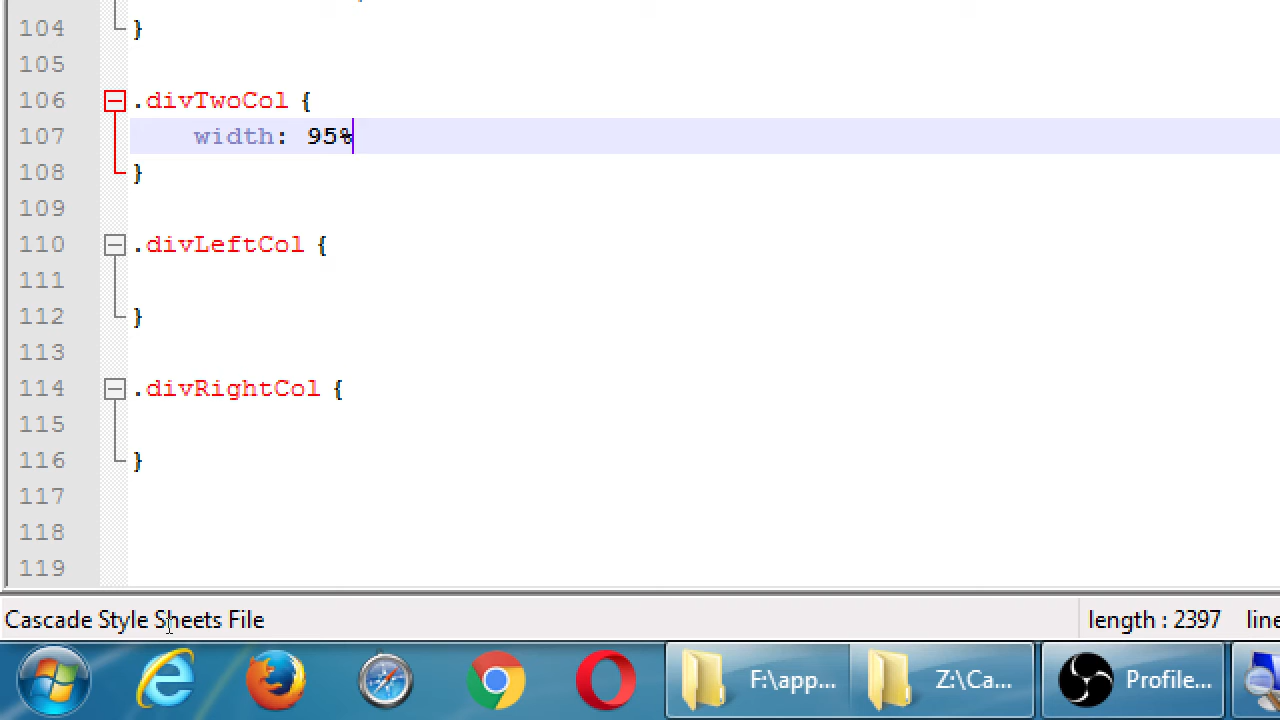 104 }
105
106 .divTwoCol {
107 width: 95%
108 }
109
110 .divLeftCol {
111
112 }
113
114 .divRightCol {
115
116 }
117
118
119
Cascade Style Sheets File length : 2397 line
F:\app... Z:\Ca... Profile...